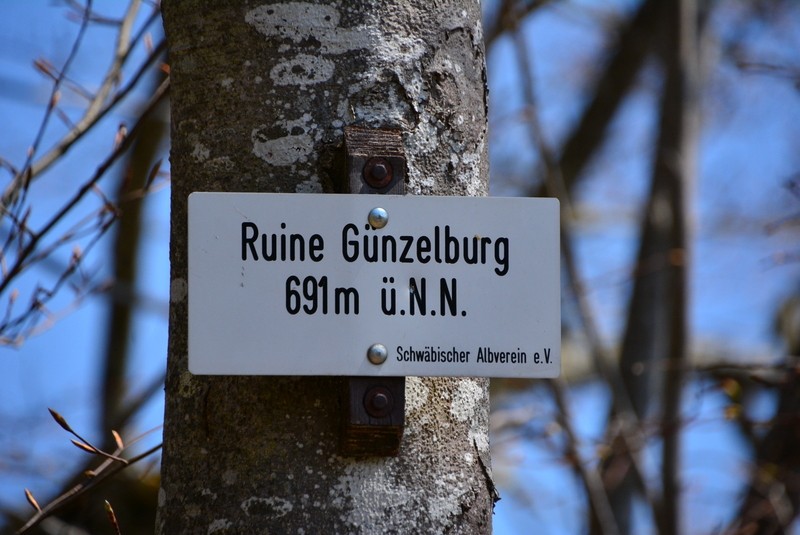 Ruine Günzelburg
691m ü.N.N.
Schwäbischer Albverein e.V.